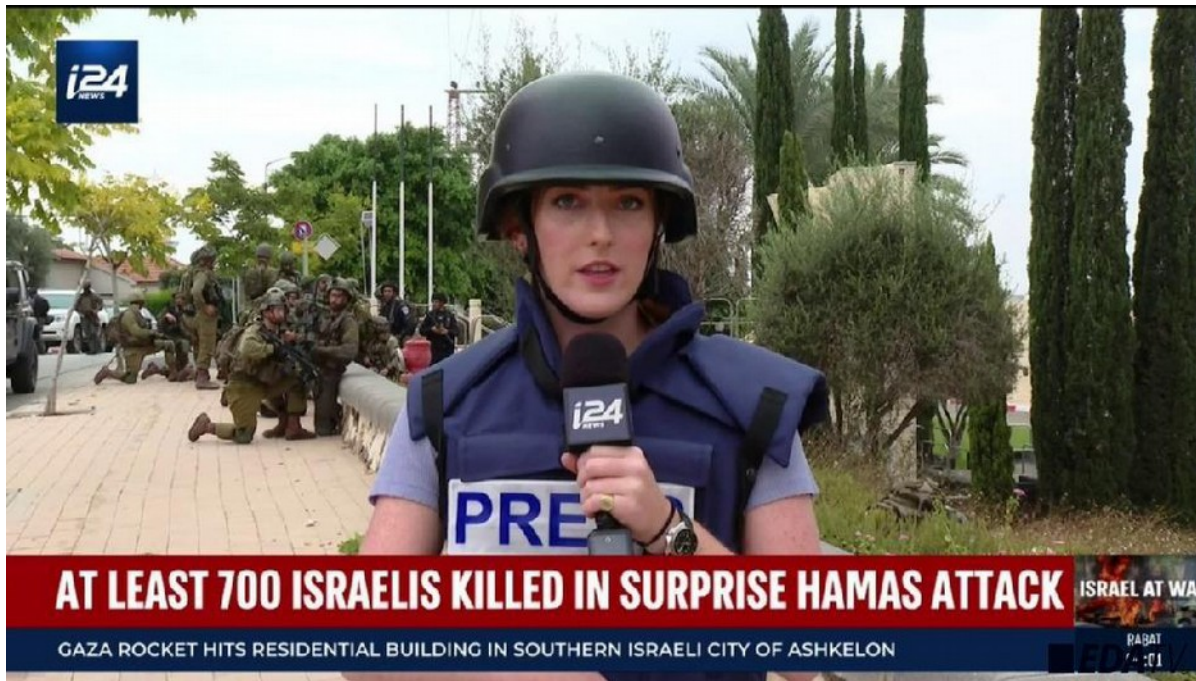 i24
NEWS
i24
NEWS
PRE
AT LEAST 700 ISRAELIS KILLED IN SURPRISE HAMAS ATTACK
ISRAEL AT WA
GAZA ROCKET HITS RESIDENTIAL BUILDING IN SOUTHERN ISRAELI CITY OF ASHKELON
RABAT
EDATV